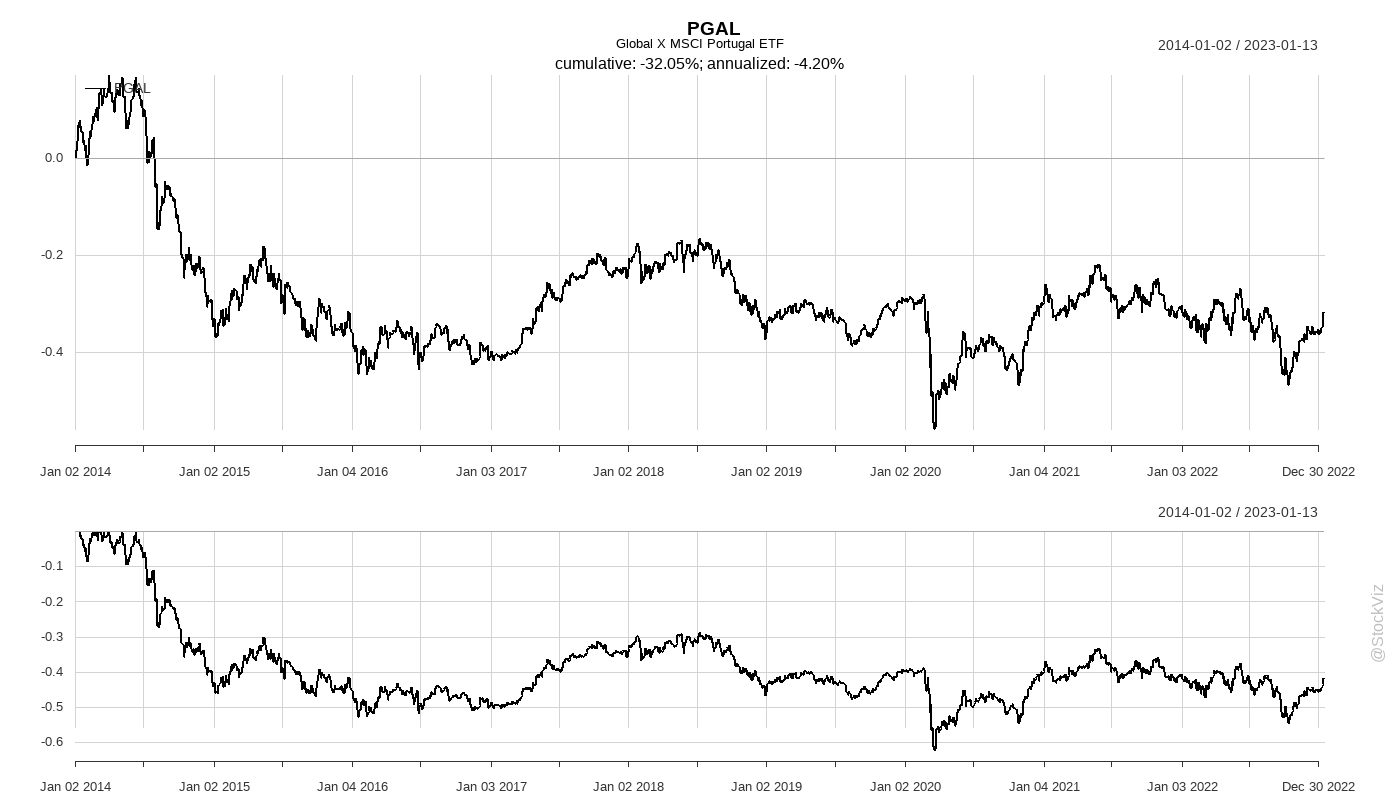 PGAL
Global X MSCI Portugal ETF
2014-01-02 / 2023-01-13
cumulative: -32.05%; annualized: -4.20%
PGAL
0.0
-0.2
-0.4
Jan 02 2014 Jan 02 2015 Jan 04 2016 Jan 03 2017 Jan 02 2018 Jan 02 2019 Jan 02 2020 Jan 04 2021 Jan 03 2022 Dec 30 2022
2014-01-02 / 2023-01-13
-0.1
-0.2
-0.3
-0.4
-0.5
-0.6
Jan 02 2014 Jan 02 2015 Jan 04 2016 Jan 03 2017 Jan 02 2018 Jan 02 2019 Jan 02 2020 Jan 04 2021 Jan 03 2022 Dec 30 2022
@StockViz